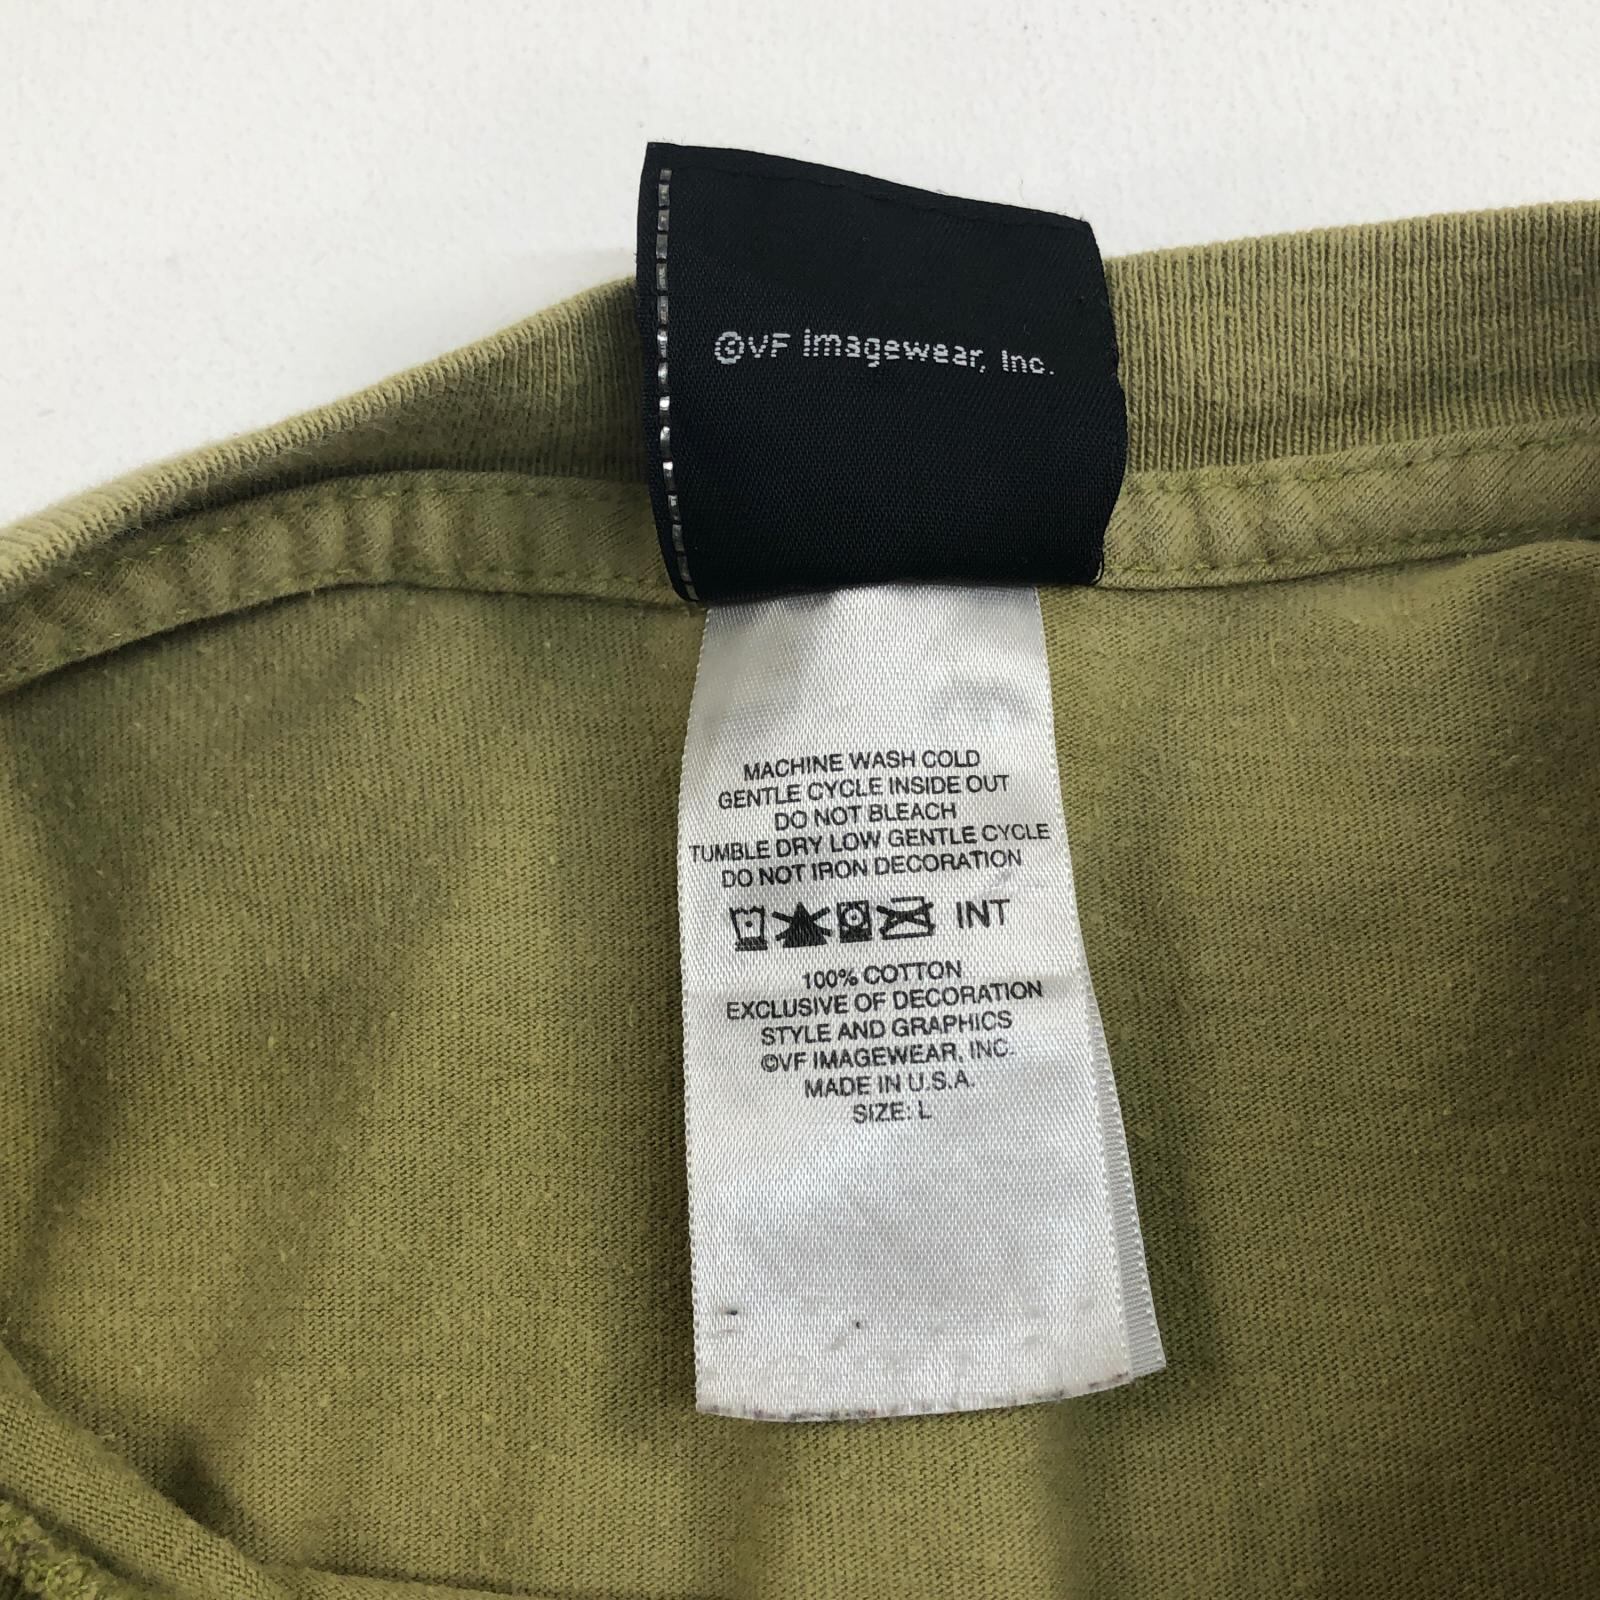 ©VF imagewear, Inc.
MACHINE WASH COLD
GENTLE CYCLE INSIDE OUT
DO NOT BLEACH
TUMBLE DRY LOW GENTLE CYCLE
DO NOT IRON DECORATION
INT
100% COTTON
EXCLUSIVE OF DECORATION
STYLE AND GRAPHICS
©VF IMAGEWEAR, INC.
MADE IN U.S.A.
SIZE: L